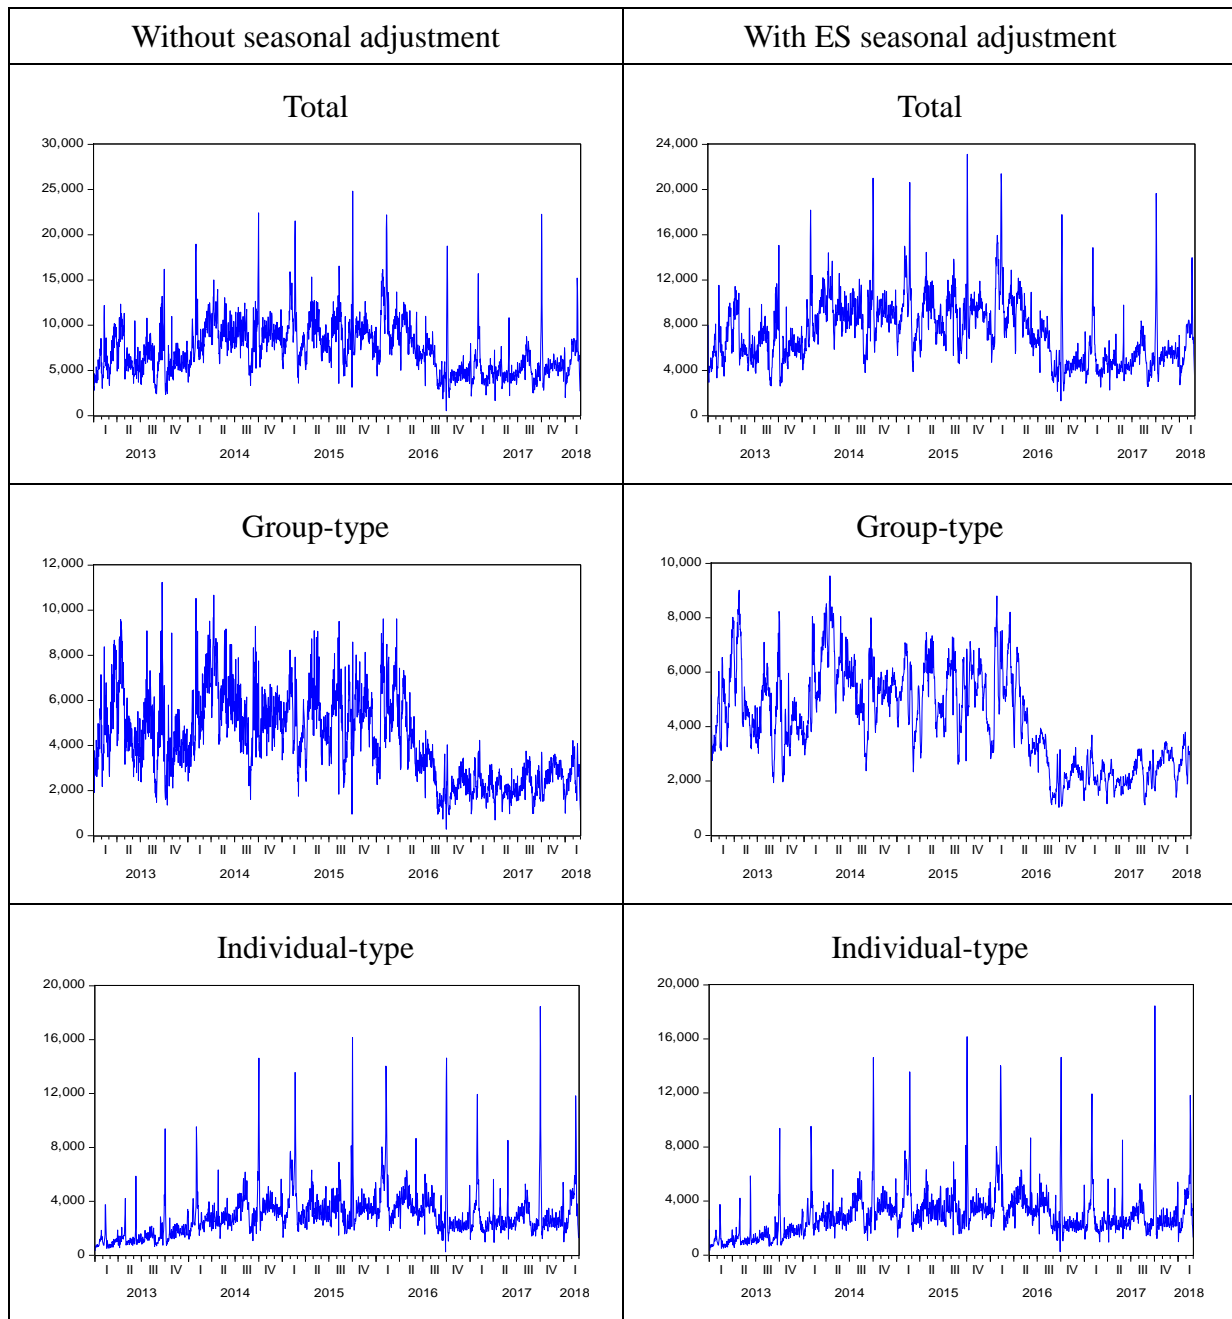 Without seasonal adjustment
With ES seasonal adjustment
Total
30,000
25,000
20,000
15,000
10,000
5,000
0
I II III IV I II III IV I II III IV I II III IV I II III IV I
2013 2014 2015 2016 2017 2018
Total
24,000
20,000
16,000
12,000
8,000
4,000
0
I II III IV I II III IV I II III IV I II III IV I II III IV I
2013 2014 2015 2016 2017 2018
Group-type
12,000
10,000
8,000
6,000
4,000
2,000
0
I II III IV I II III IV I II III IV I II III IV I II III IV I
2013 2014 2015 2016 2017 2018
Group-type
10,000
8,000
6,000
4,000
2,000
0
I II III IV I II III IV I II III IV I II III IV I II III IV I
2013 2014 2015 2016 2017 2018
Individual-type
20,000
16,000
12,000
8,000
4,000
0
I II III IV I II III IV I II III IV I II III IV I II III IV I
2013 2014 2015 2016 2017 2018
Individual-type
20,000
16,000
12,000
8,000
4,000
0
I II III IV I II III IV I II III IV I II III IV I II III IV I
2013 2014 2015 2016 2017 2018